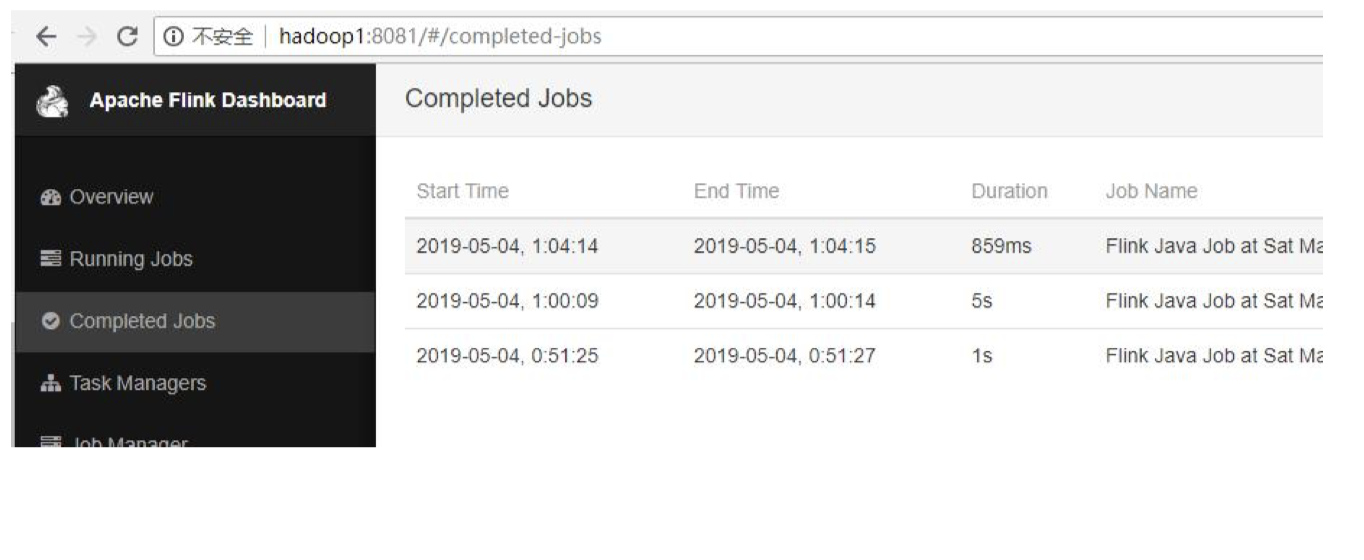 不安全 | hadoop1:8081/#/completed-jobs
Apache Flink Dashboard
Completed Jobs
Overview
Running Jobs
Completed Jobs
Task Managers
Job Manager
Start Time End Time Duration Job Name
2019-05-04, 1:04:14 2019-05-04, 1:04:15 859ms Flink Java Job at Sat Ma
2019-05-04, 1:00:09 2019-05-04, 1:00:14 5s Flink Java Job at Sat Ma
2019-05-04, 0:51:25 2019-05-04, 0:51:27 1s Flink Java Job at Sat Ma